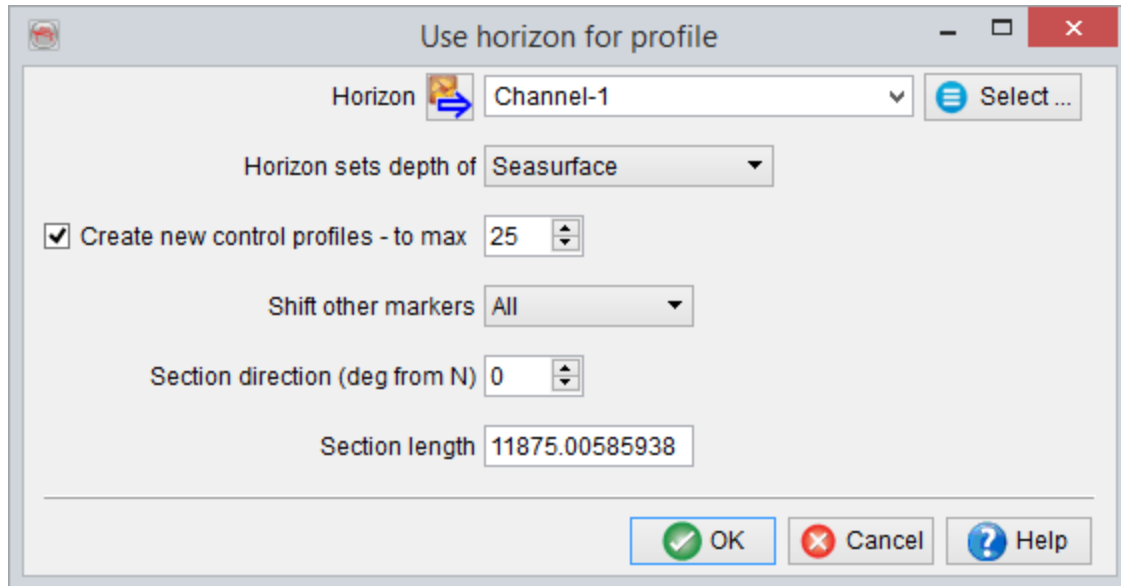 Use horizon for profile
Horizon Channel-1 Select ...
Horizon sets depth of Seasurface
Create new control profiles - to max 25
Shift other markers All
Section direction (deg from N) 0
Section length 11875.00585938
OK Cancel Help